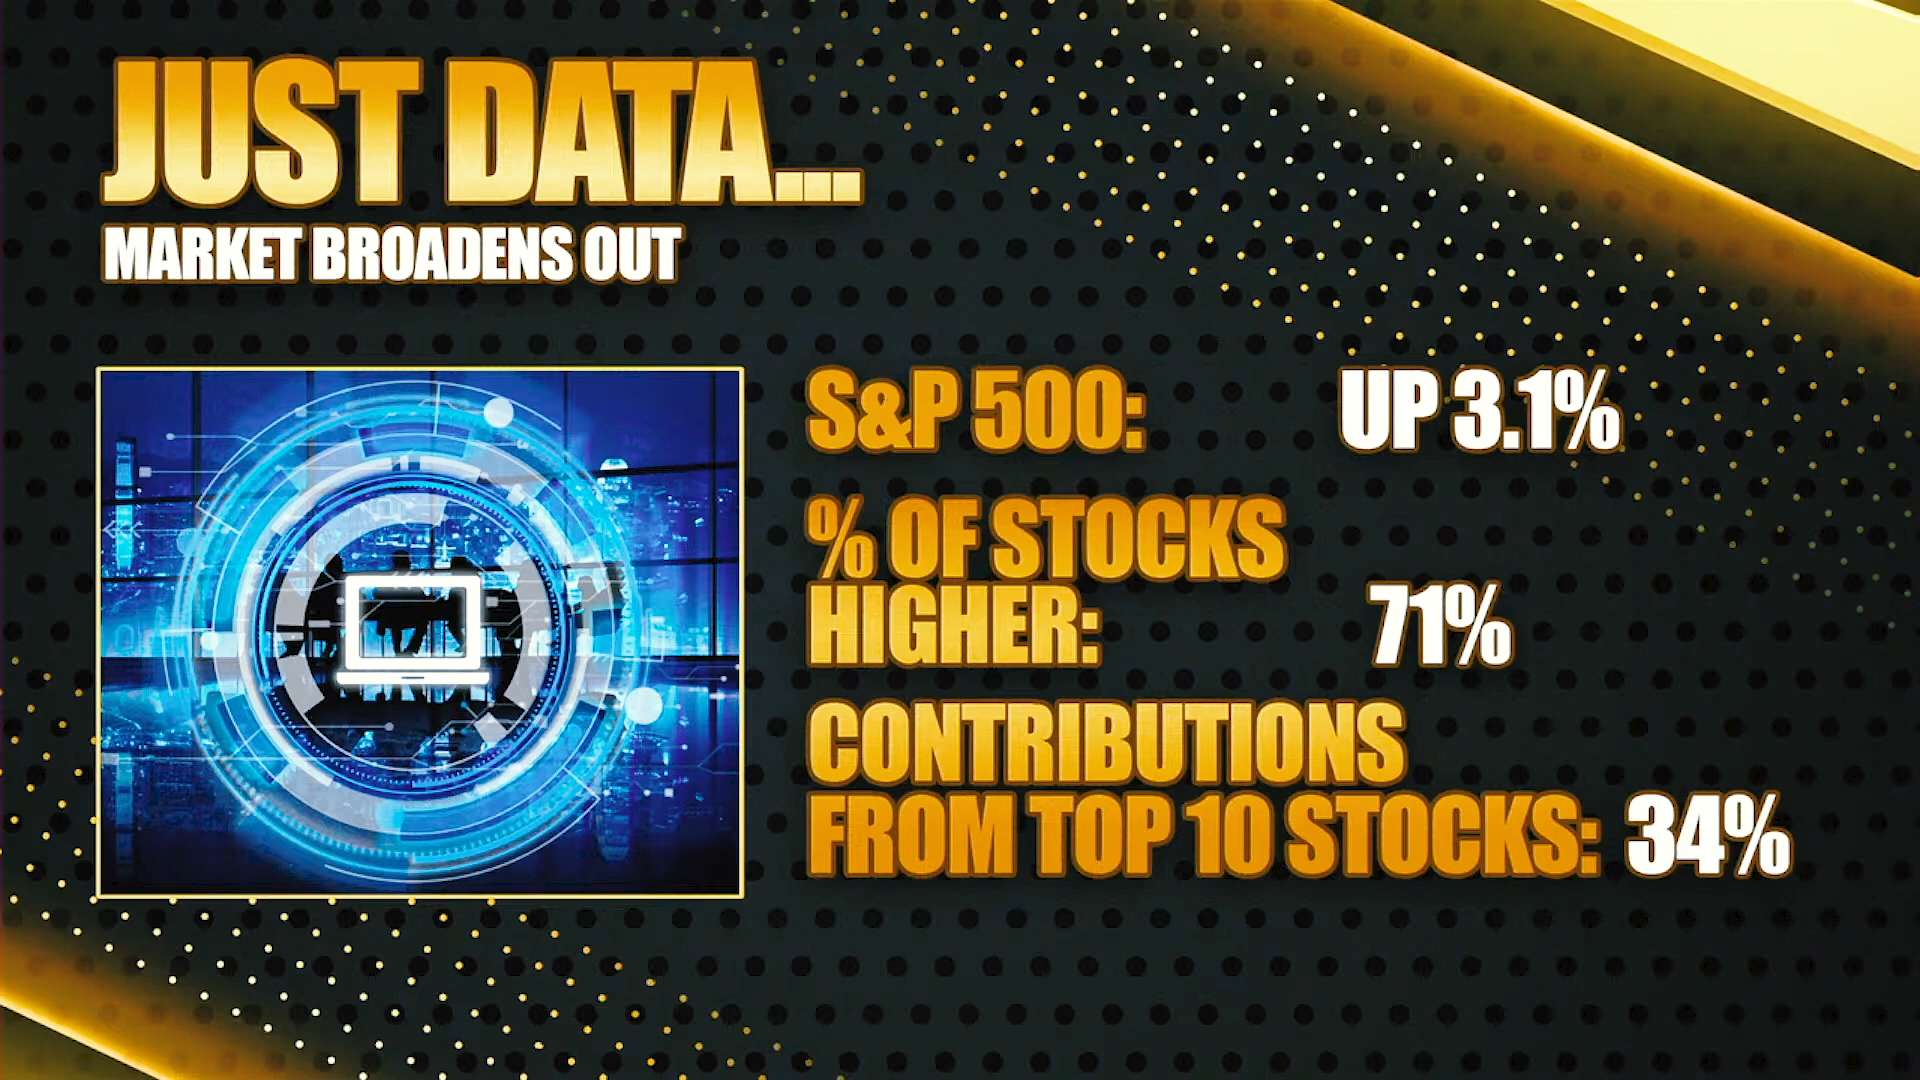 JUST DATA...
MARKET BROADENS OUT
S&P 500: UP 3.1%
% OF STOCKS
HIGHER: 71%
CONTRIBUTIONS
FROM TOP 10 STOCKS: 34%